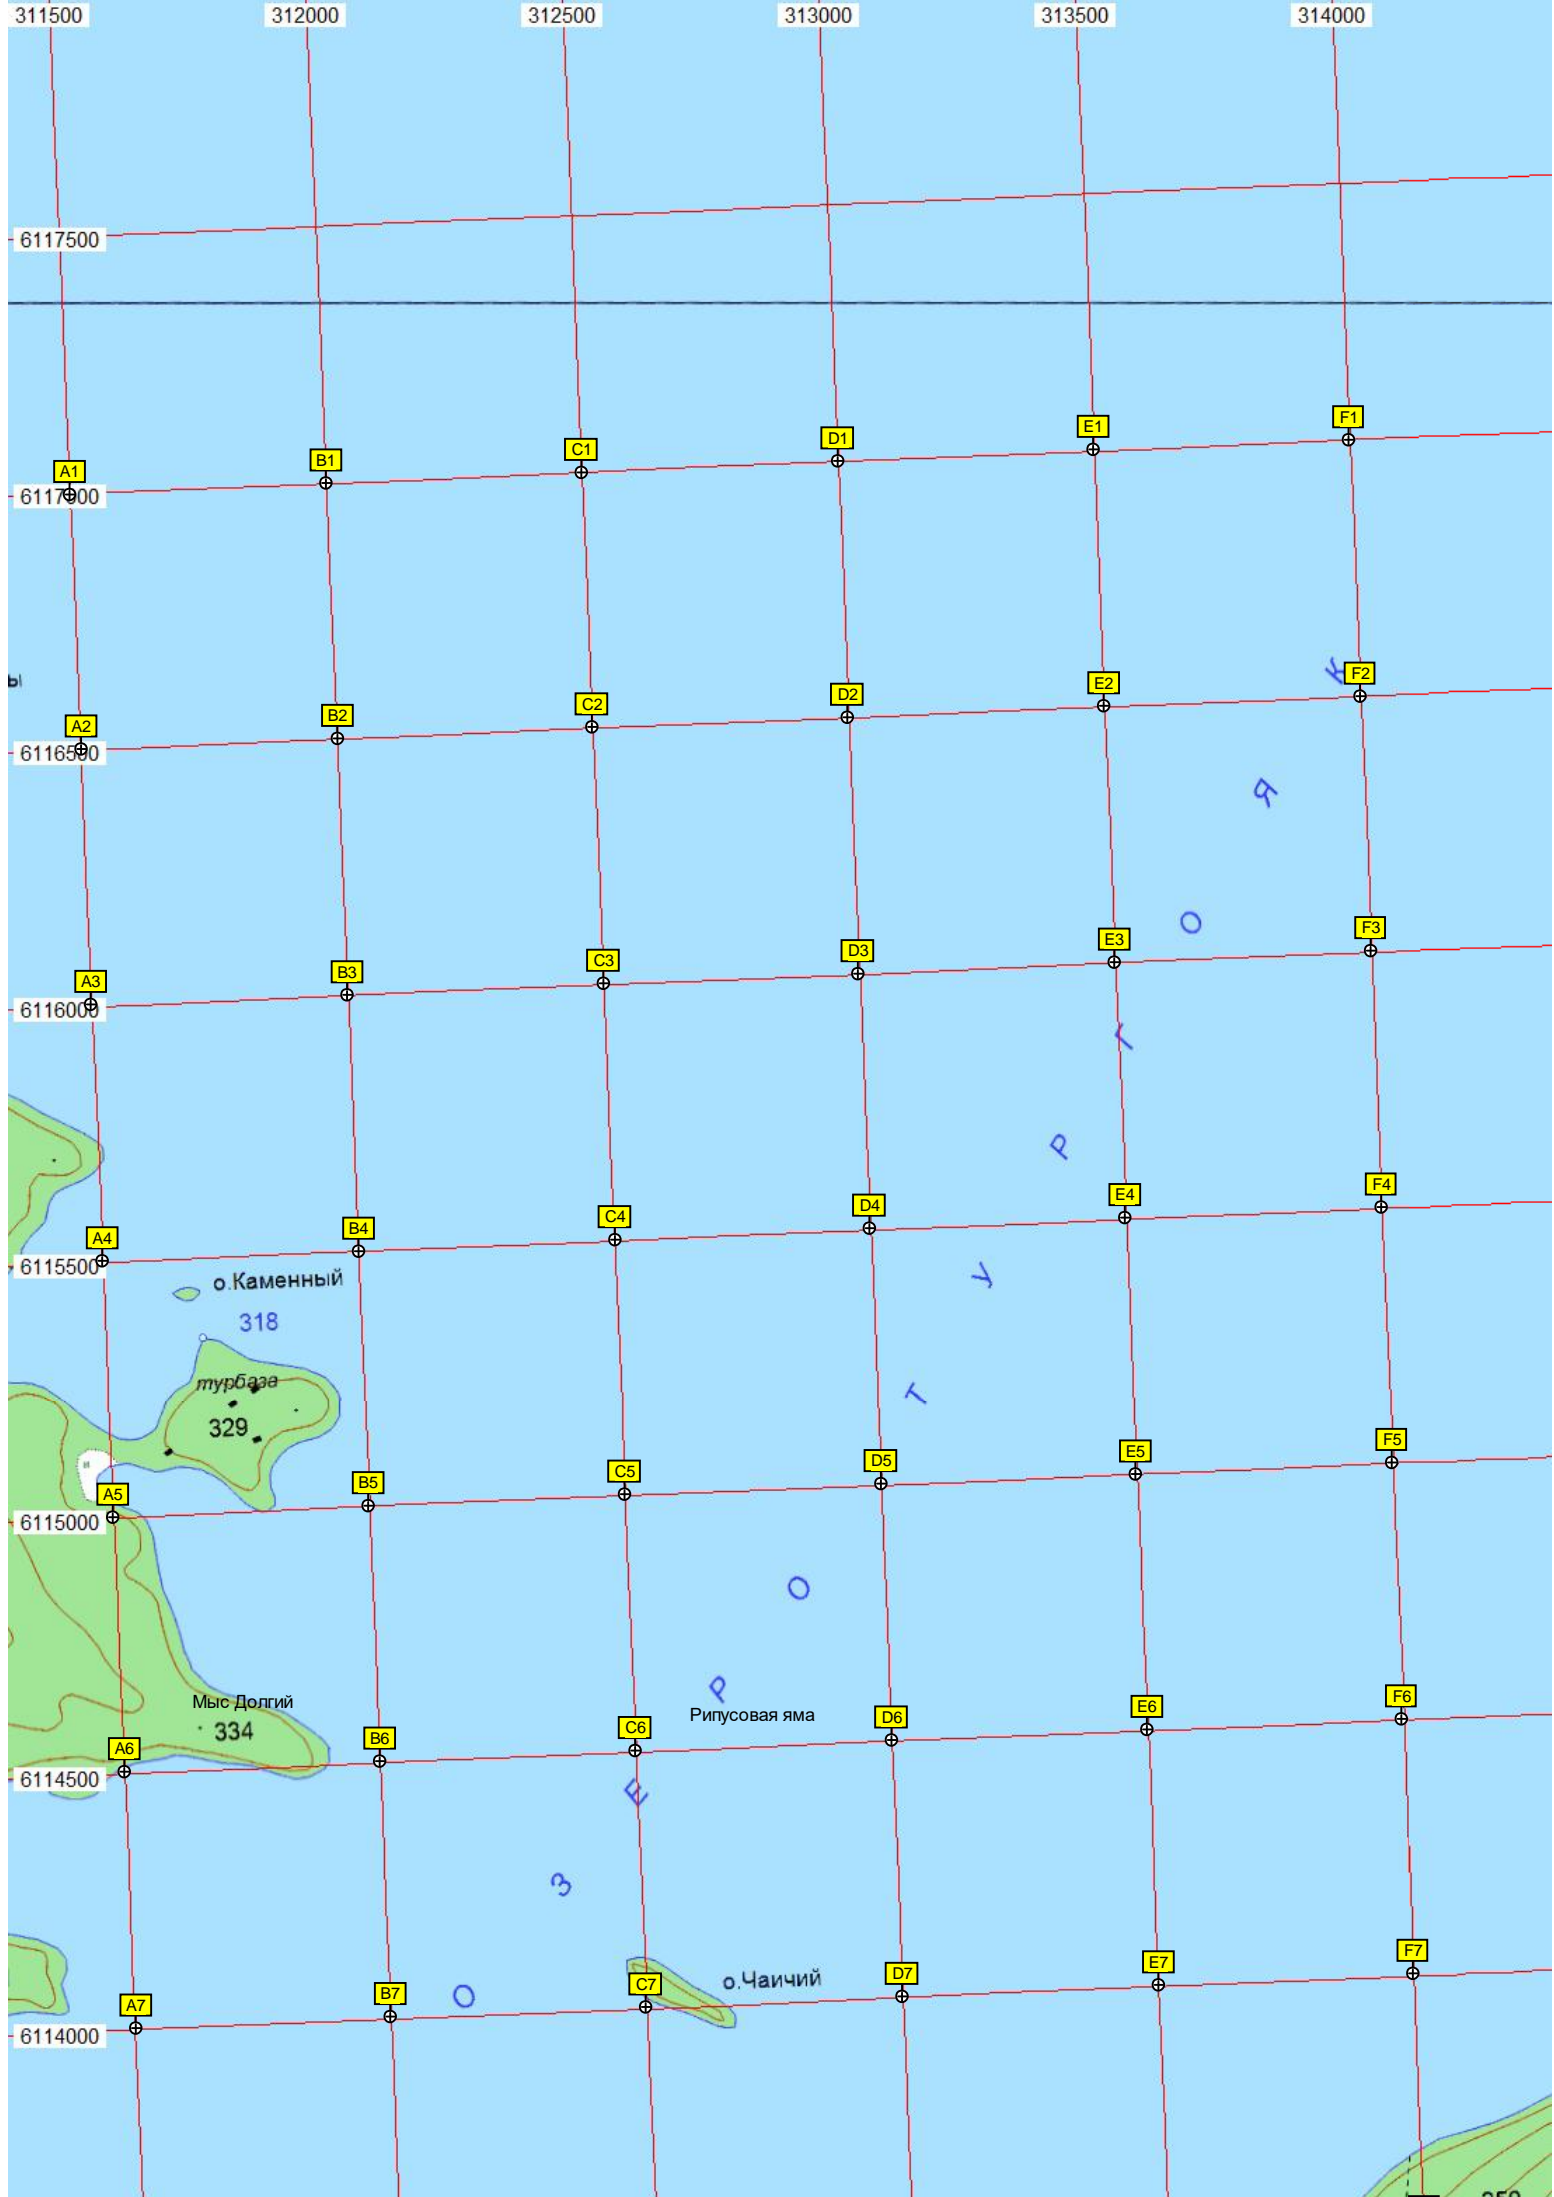 311500 312000 312500 313000 313500 314000
6117500
F1
E1
D1
C1
B1
A1
6117000
К
F2
E2
D2
C2
B2
A2
6116500
Я
О
F3
E3
D3
C3
B3
A3
6116000
Г
Р
F4
E4
D4
C4
B4
A4
6115500
о.Каменный
318
У
турбаза
329
Т
F5
E5
D5
C5
B5
A5
6115000
О
Р
Мыс Долгий
334
Рипусовая яма
F6
E6
D6
C6
B6
A6
6114500
Е
З
О
о.Чаичий
F7
E7
D7
C7
B7
A7
6114000